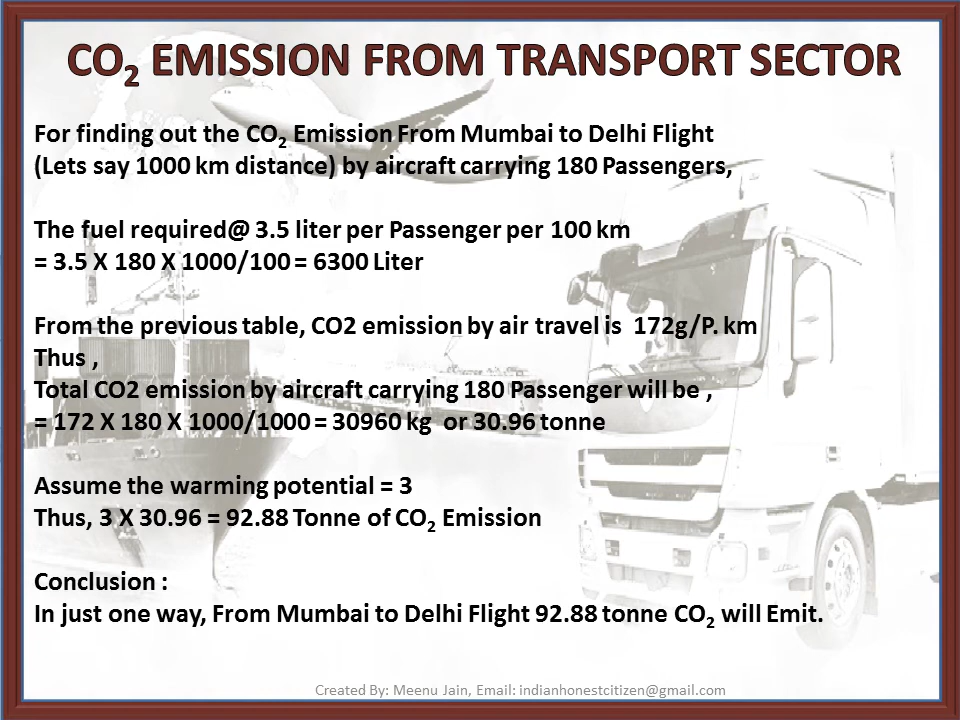 CO₂ EMISSION FROM TRANSPORT SECTOR
For finding out the CO₂ Emission From Mumbai to Delhi Flight
(Lets say 1000 km distance) by aircraft carrying 180 Passengers,
The fuel required@ 3.5 liter per Passenger per 100 km
= 3.5 X 180 X 1000/100 = 6300 Liter
From the previous table, CO2 emission by air travel is 172g/P. km
Thus ,
Total CO2 emission by aircraft carrying 180 Passenger will be ,
= 172 X 180 X 1000/1000 = 30960 kg or 30.96 tonne
Assume the warming potential = 3
Thus, 3 X 30.96 = 92.88 Tonne of CO₂ Emission
Conclusion :
In just one way, From Mumbai to Delhi Flight 92.88 tonne CO₂ will Emit.
Created By: Meenu Jain, Email: indianhonestcitizen@gmail.com